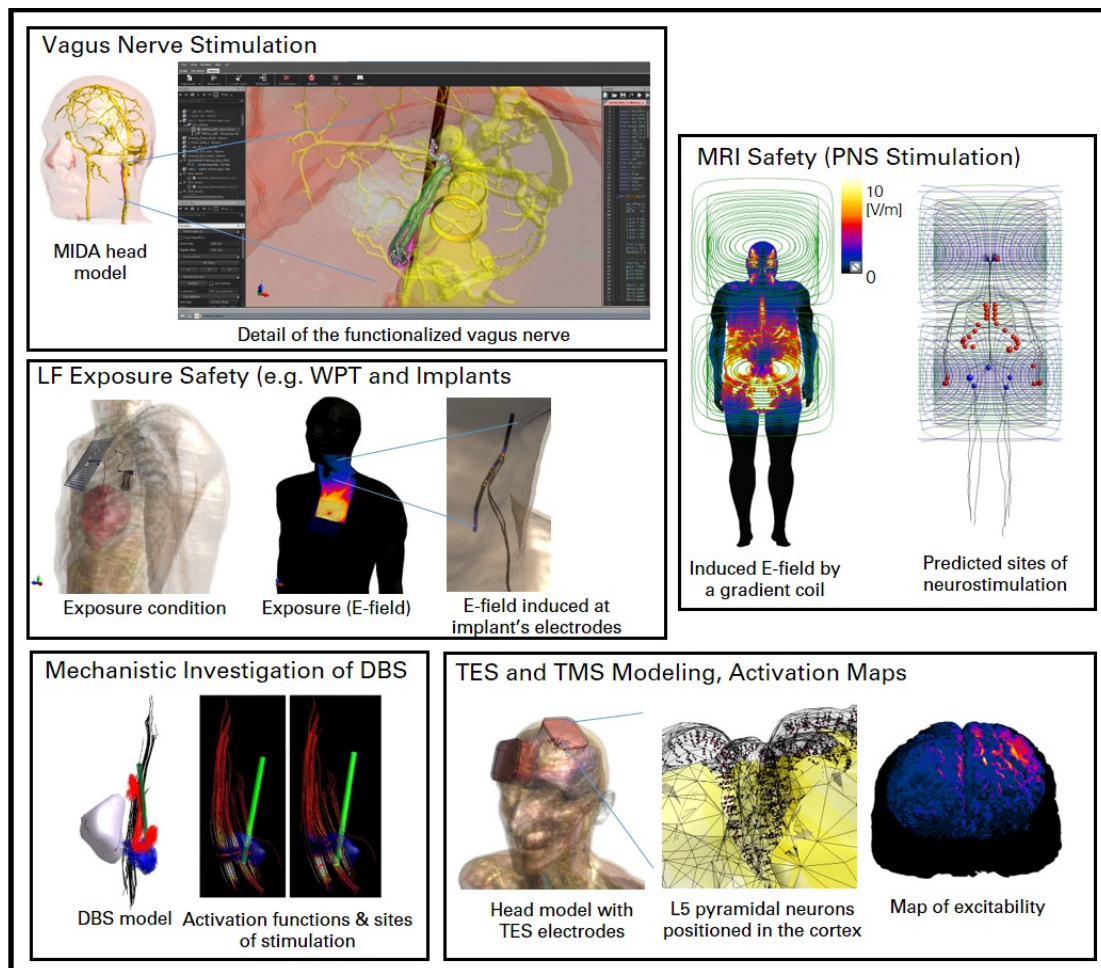 Vagus Nerve Stimulation
MIDA head
model
Detail of the functionalized vagus nerve
LF Exposure Safety (e.g. WPT and Implants
Exposure condition
Exposure (E-field)
E-field induced at
implant's electrodes
MRI Safety (PNS Stimulation)
10
[V/m]
0
Induced E-field by
a gradient coil
Predicted sites of
neurostimulation
Mechanistic Investigation of DBS
DBS model
Activation functions & sites
of stimulation
TES and TMS Modeling, Activation Maps
Head model with
TES electrodes
L5 pyramidal neurons
positioned in the cortex
Map of excitability